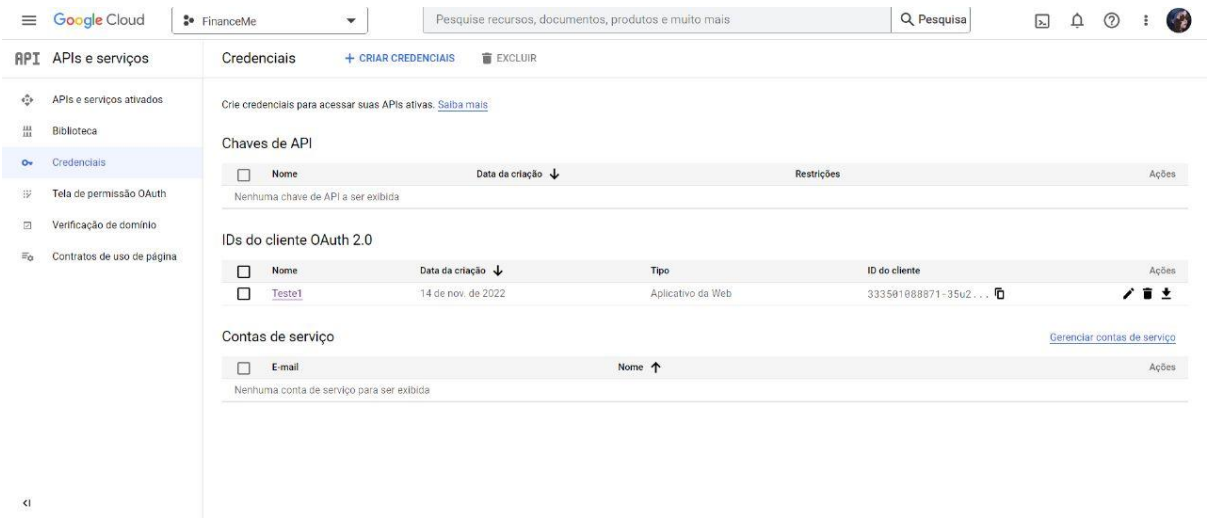 Google Cloud FinanceMe Pesquise recursos, documentos, produtos e muito mais Pesquisa
API APIs e serviços Credenciais + CRIAR CREDENCIAIS EXCLUIR
APIs e serviços ativados
Biblioteca
Credenciais
Tela de permissão OAuth
Verificação de domínio
Contratos de uso de página
Crie credenciais para acessar suas APIs ativas. Saiba mais
Chaves de API
Nome Data da criação Restrições Ações
Nenhuma chave de API a ser exibida
IDs do cliente OAuth 2.0
Nome Data da criação Tipo ID do cliente Ações
Teste1 14 de nov. de 2022 Aplicativo da Web 333501088871-35u2...
Contas de serviço Gerenciar contas de serviço
E-mail Nome Ações
Nenhuma conta de serviço para ser exibida